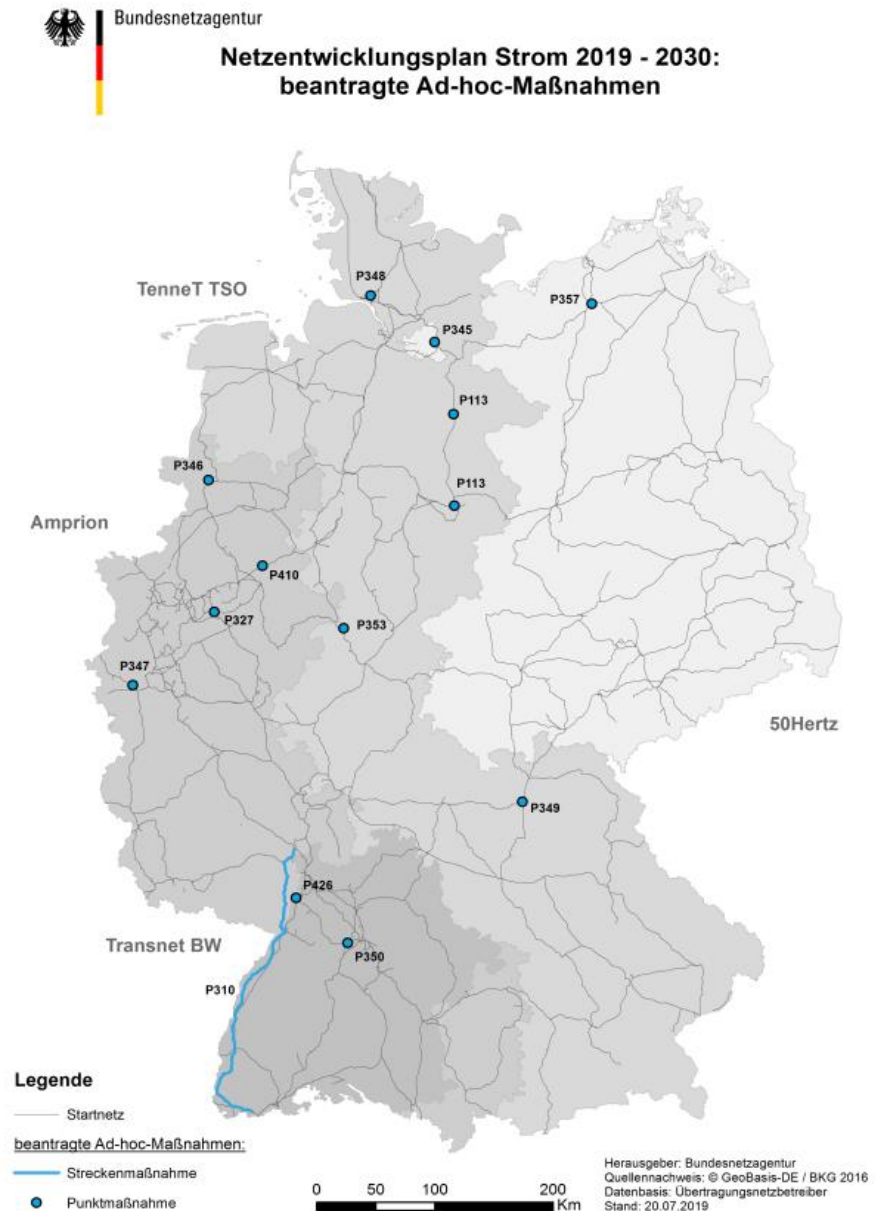 Bundesnetzagentur
Netzentwicklungsplan Strom 2019 - 2030:
beantragte Ad-hoc-Maßnahmen
P348
TenneT TSO
P357
P345
P113
P346
P113
Amprion
P410
P327
P353
P347
50Hertz
P349
P426
Transnet BW
P350
P310
Legende
Startnetz
beantragte Ad-hoc-Maßnahmen:
Streckenmaßnahme
Punktmaßnahme
0 50 100 200
Km
Herausgeber: Bundesnetzagentur
Quellennachweis: © GeoBasis-DE / BKG 2016
Datenbasis: Übertragungsnetzbetreiber
Stand: 20.07.2019